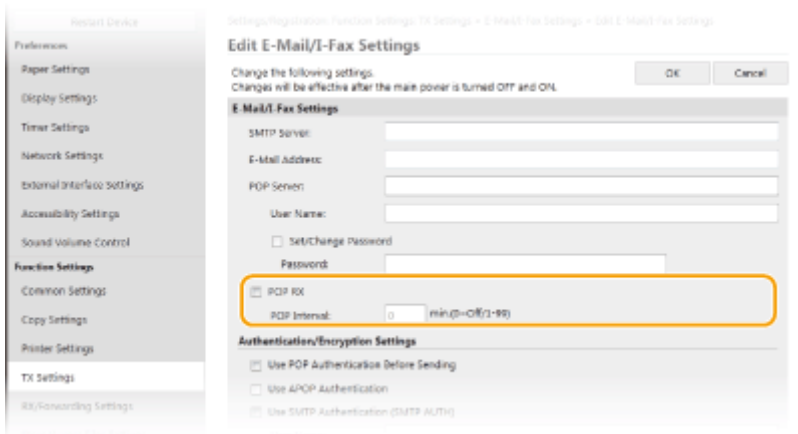 Restart Device
Settings/Registration: Function Settings: TX Settings > E-Mail/I-Fax Settings > Edit E-Mail/I-Fax Settings
Preferences
Edit E-Mail/I-Fax Settings
Paper Settings
Change the following settings.
Changes will be effective after the main power is turned OFF and ON.
OK
Cancel
Display Settings
E-Mail/I-Fax Settings
Timer Settings
SMTP Server:
Network Settings
E-Mail Address:
External Interface Settings
POP Server:
Accessibility Settings
User Name:
Sound Volume Control
Set/Change Password
Function Settings
Password:
Common Settings
POP RX
Copy Settings
POP Interval:
0
min.(0=Off/1-99)
Printer Settings
Authentication/Encryption Settings
TX Settings
Use POP Authentication Before Sending
Use APOP Authentication
RX/Forwarding Settings
Use SMTP Authentication (SMTP AUTH)